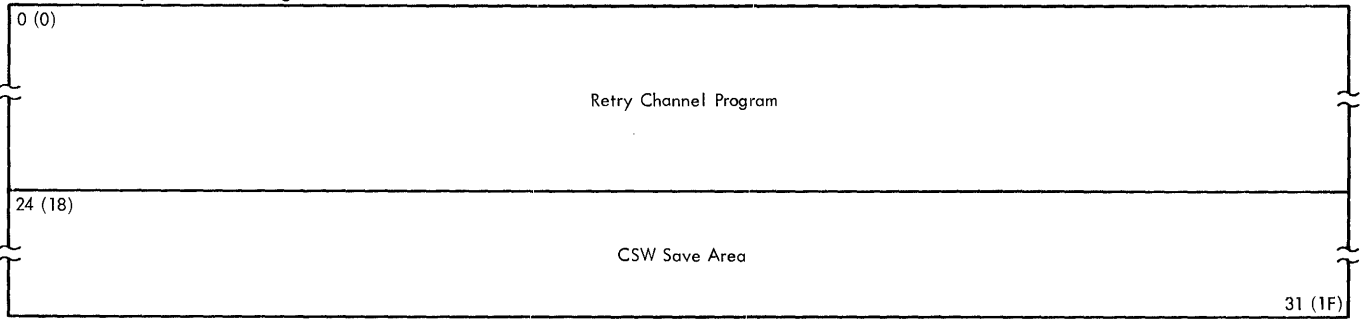 0 (0)
Retry Channel Program
24 (18)
CSW Save Area
31 (1F)